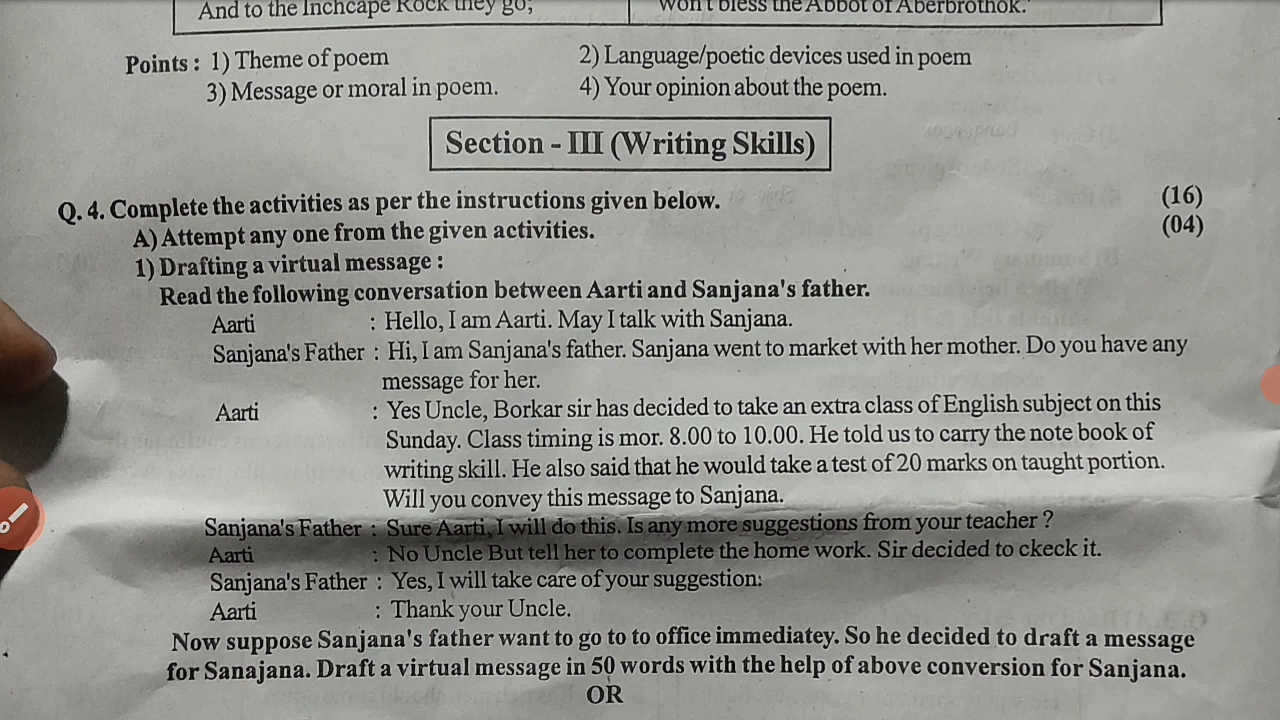 And to the Inchcape Rock they go; won't bless the Abbot of Aberbrothok.'
Points : 1) Theme of poem 2) Language/poetic devices used in poem
3) Message or moral in poem. 4) Your opinion about the poem.
Section - III (Writing Skills)
Q. 4. Complete the activities as per the instructions given below. (16)
A) Attempt any one from the given activities. (04)
1) Drafting a virtual message :
Read the following conversation between Aarti and Sanjana's father.
Aarti : Hello, I am Aarti. May I talk with Sanjana.
Sanjana's Father : Hi, I am Sanjana's father. Sanjana went to market with her mother. Do you have any
message for her.
Aarti : Yes Uncle, Borkar sir has decided to take an extra class of English subject on this
Sunday. Class timing is mor. 8.00 to 10.00. He told us to carry the note book of
writing skill. He also said that he would take a test of 20 marks on taught portion.
Will you convey this message to Sanjana.
Sanjana's Father : Sure Aarti, I will do this. Is any more suggestions from your teacher ?
Aarti : No Uncle But tell her to complete the home work. Sir decided to ckeck it.
Sanjana's Father : Yes, I will take care of your suggestion:
Aarti : Thank your Uncle.
Now suppose Sanjana's father want to go to to office immediatey. So he decided to draft a message
for Sanajana. Draft a virtual message in 50 words with the help of above conversion for Sanjana.
OR